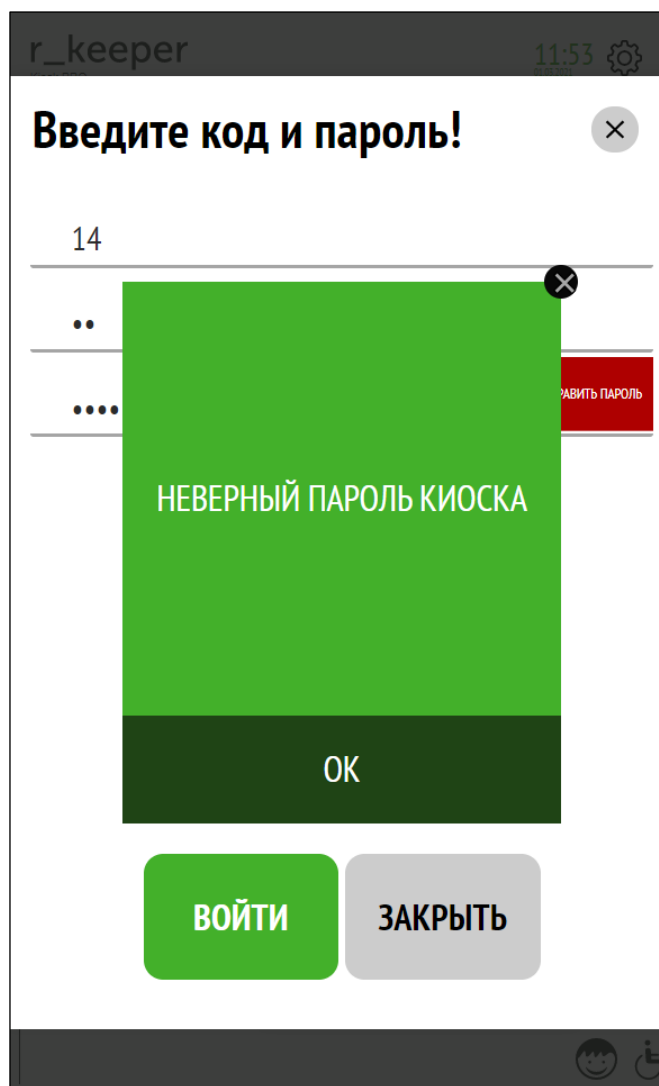 r_keeper
11:53
Введите код и пароль!
14
••
••••
РАВИТЬ ПАРОЛЬ
НЕВЕРНЫЙ ПАРОЛЬ КИОСКА
ОК
ВОЙТИ
ЗАКРЫТЬ